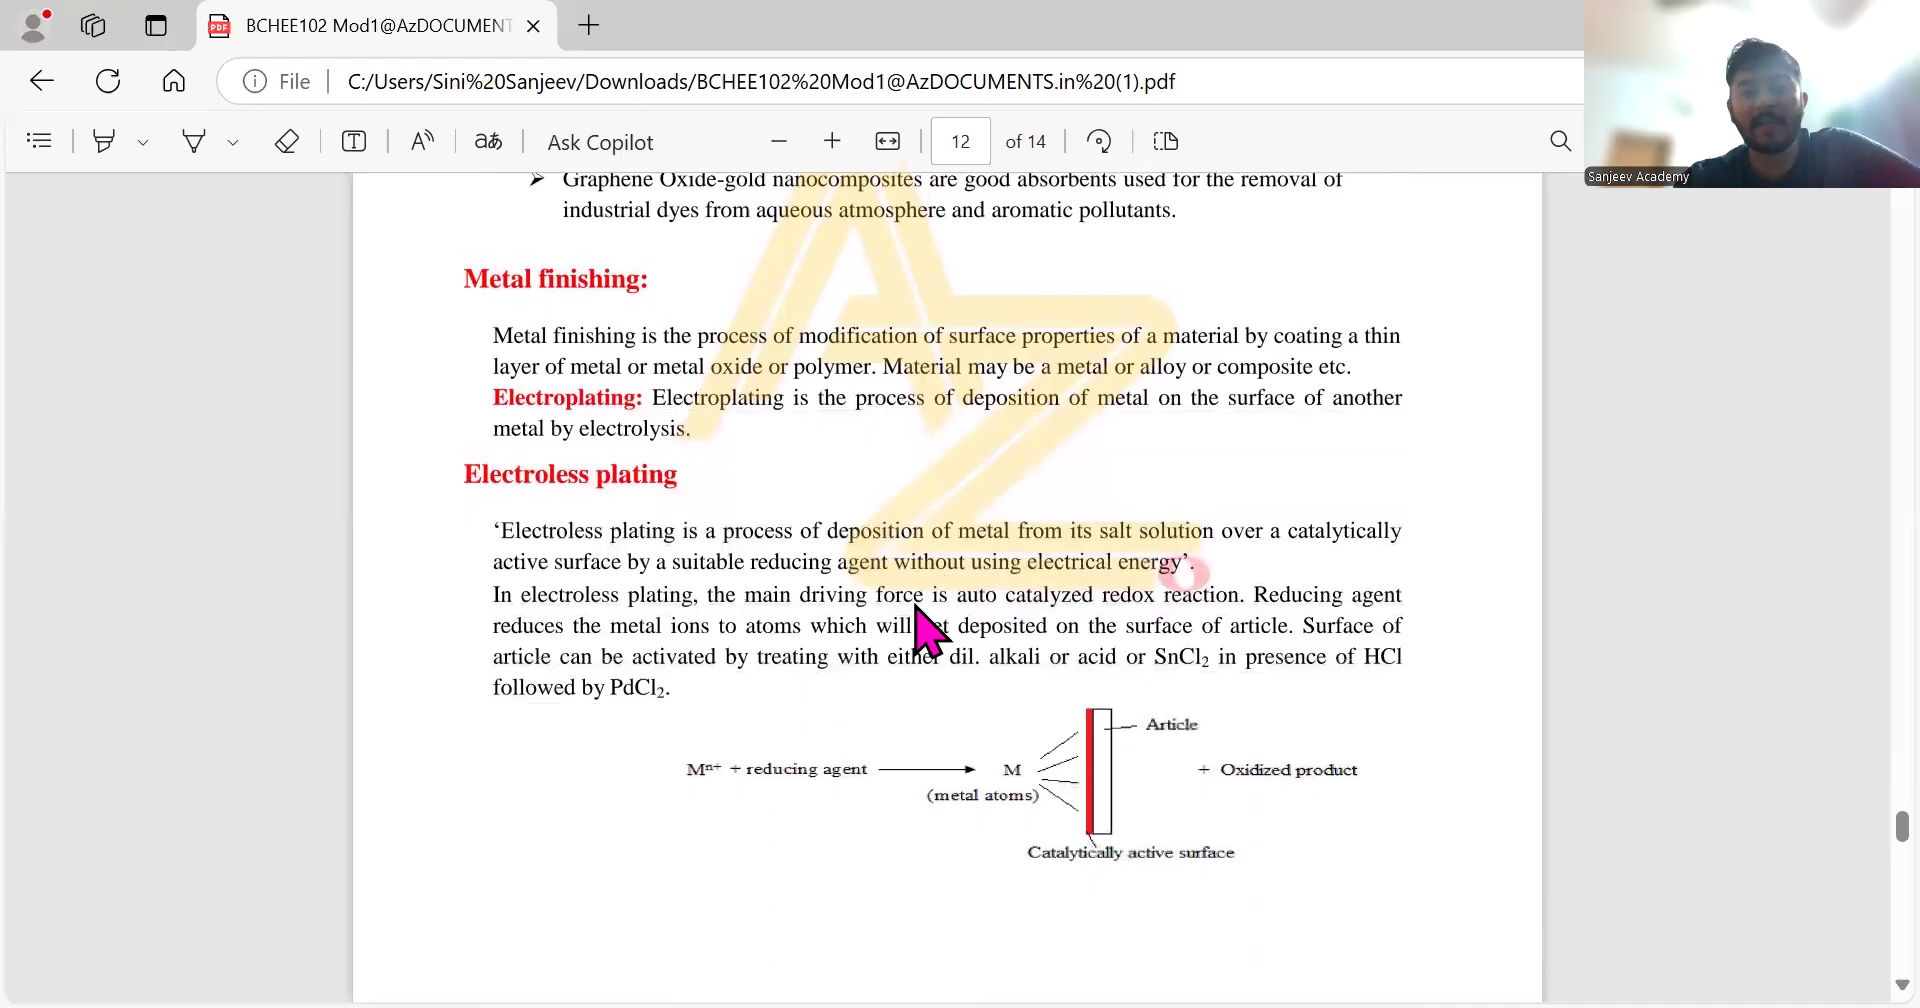 BCHEE102 Mod1@AzDOCUMENT
PDF
File
C:/Users/Sini%20Sanjeev/Downloads/BCHEE102%20Mod1@AzDOCUMENTS.in%20(1).pdf
Ask Copilot
12 of 14
Sanjeev Academy
➤ Graphene Oxide-gold nanocomposites are good absorbents used for the removal of
industrial dyes from aqueous atmosphere and aromatic pollutants.
Metal finishing:
Metal finishing is the process of modification of surface properties of a material by coating a thin
layer of metal or metal oxide or polymer. Material may be a metal or alloy or composite etc.
Electroplating: Electroplating is the process of deposition of metal on the surface of another
metal by electrolysis.
Electroless plating
‘Electroless plating is a process of deposition of metal from its salt solution over a catalytically
active surface by a suitable reducing agent without using electrical energy’.
In electroless plating, the main driving force is auto catalyzed redox reaction. Reducing agent
reduces the metal ions to atoms which will deposited on the surface of article. Surface of
article can be activated by treating with either dil. alkali or acid or SnCl₂ in presence of HCl
followed by PdCl₂.
Article
Mⁿ⁺ + reducing agent → M + Oxidized product
(metal atoms)
Catalytically active surface
AZ